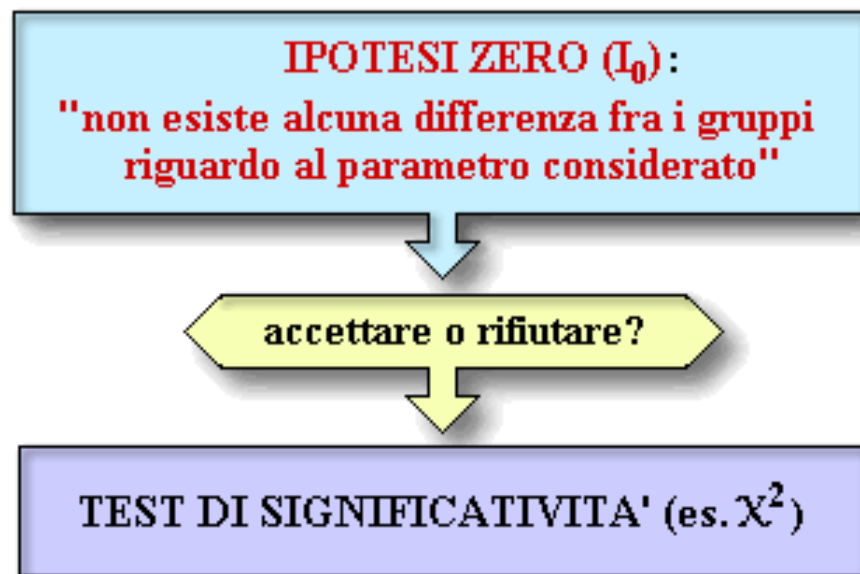 IPOTESI ZERO (I₀):
"non esiste alcuna differenza fra i gruppi
riguardo al parametro considerato"
accettare o rifiutare?
TEST DI SIGNIFICATIVITA' (es. χ²)